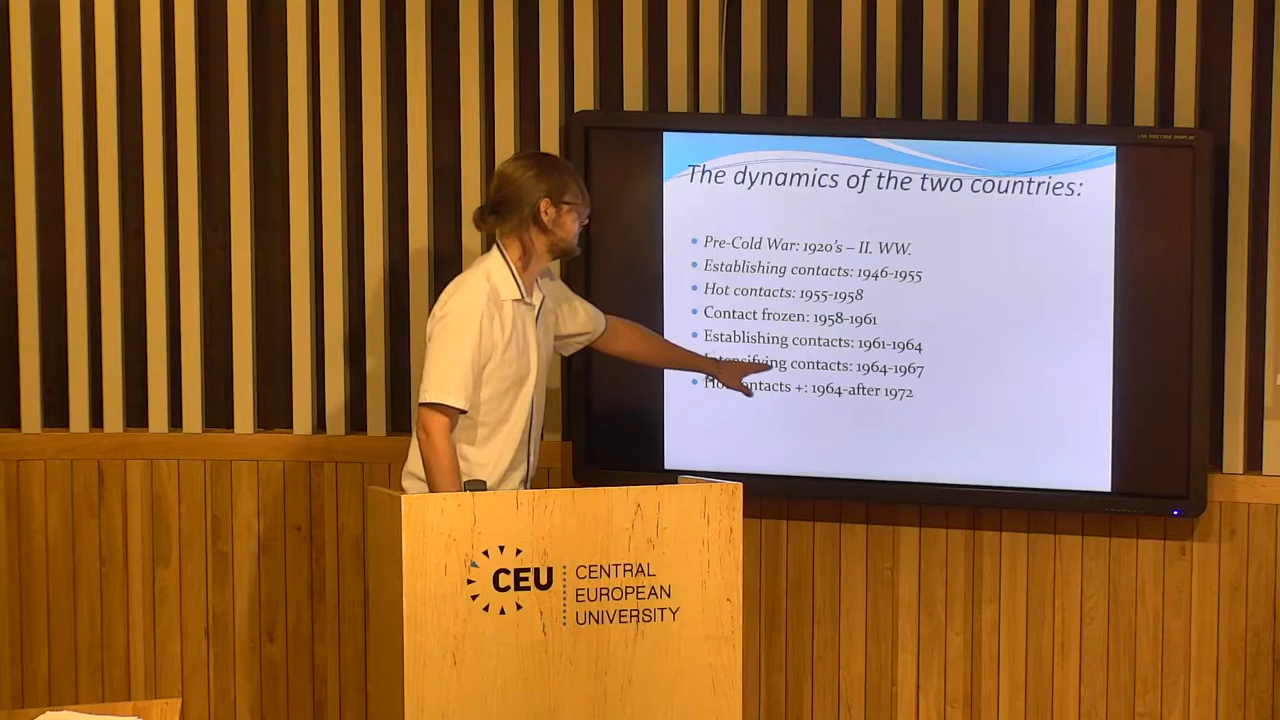 The dynamics of the two countries:
• Pre-Cold War: 1920's – II. WW.
• Establishing contacts: 1946-1955
• Hot contacts: 1955-1958
• Contact frozen: 1958-1961
• Establishing contacts: 1961-1964
• Intensifying contacts: 1964-1967
• Hot contacts +: 1964-after 1972
CEU
CENTRAL
EUROPEAN
UNIVERSITY